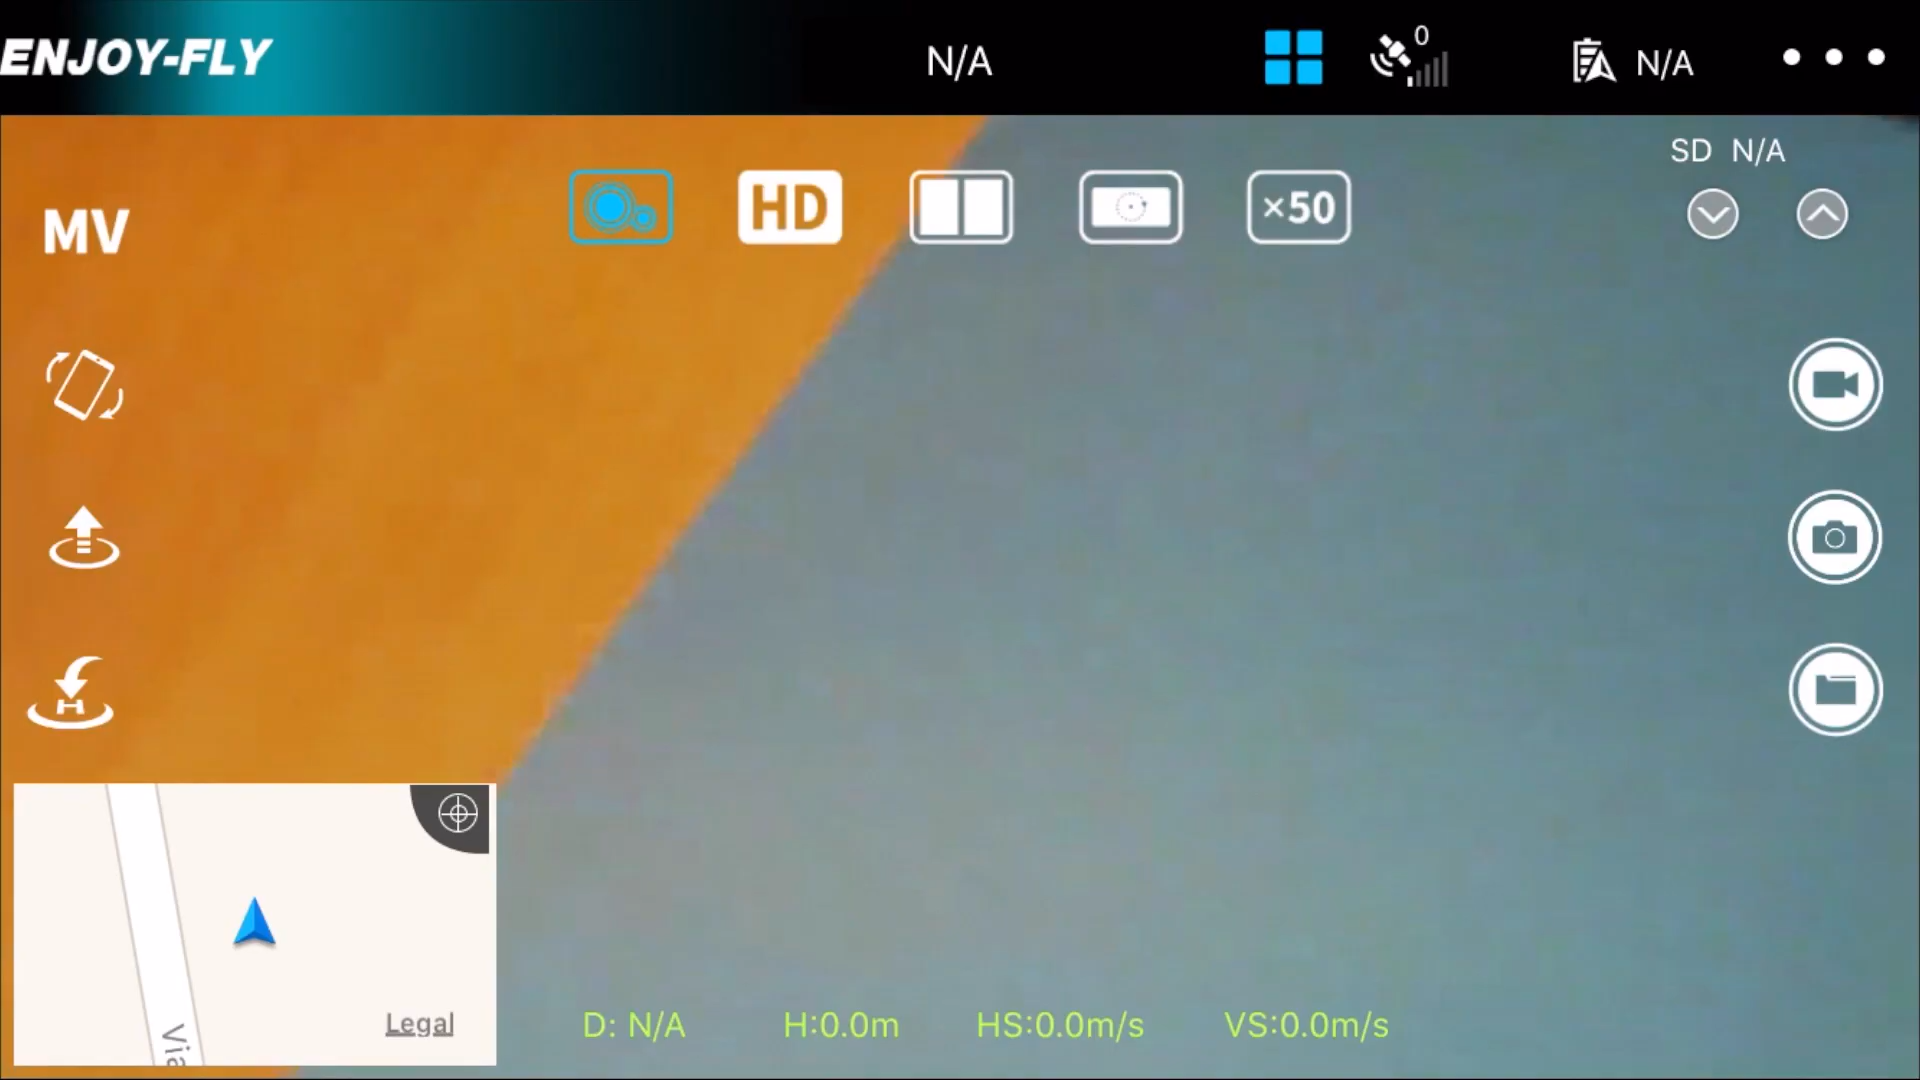 ENJOY-FLY
N/A
0
N/A
SD N/A
MV
HD
×50
H
Via
Legal
D: N/A
H:0.0m
HS:0.0m/s
VS:0.0m/s